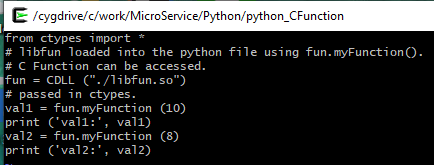 /cygdrive/c/work/MicroService/Python/python_CFunction
from ctypes import *
# libfun loaded into the python file using fun.myFunction().
# C Function can be accessed.
fun = CDLL ("./libfun.so")
# passed in ctypes.
val1 = fun.myFunction (10)
print ('val1:', val1)
val2 = fun.myFunction (8)
print ('val2:', val2)